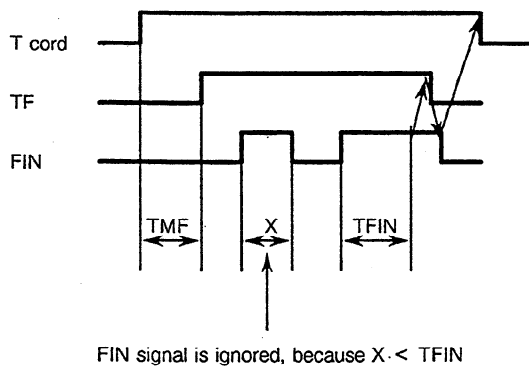 T cord
TF
FIN
TMF
X
TFIN
FIN signal is ignored, because X < TFIN